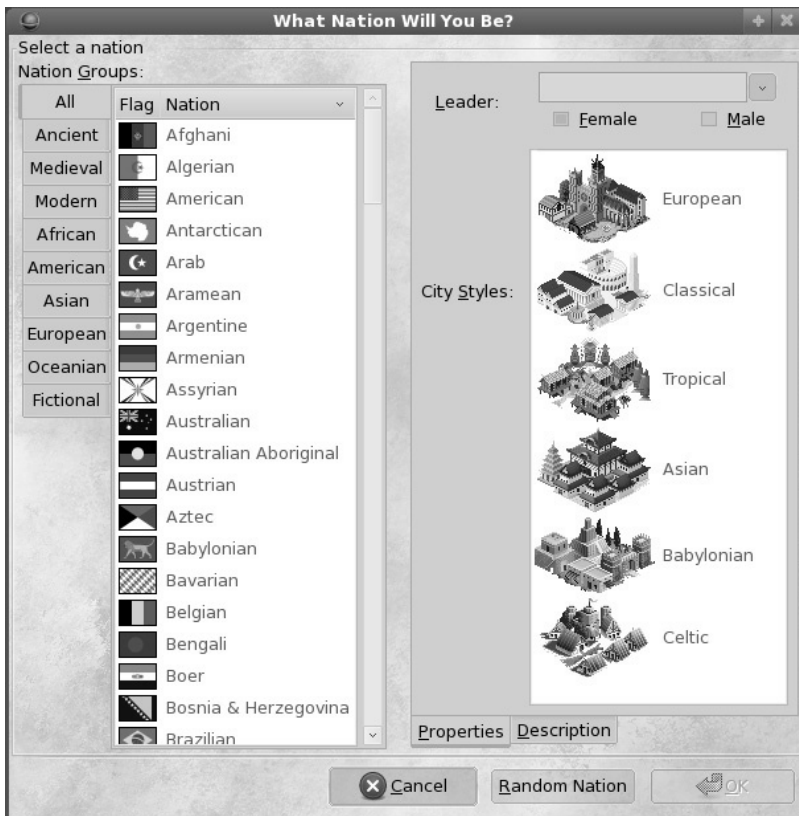 What Nation Will You Be?
Select a nation
Nation Groups:
All
Ancient
Medieval
Modern
African
American
Asian
European
Oceanian
Fictional
Flag Nation
Afghani
Algerian
American
Antarctican
Arab
Aramean
Argentine
Armenian
Assyrian
Australian
Australian Aboriginal
Austrian
Aztec
Babylonian
Bavarian
Belgian
Bengali
Boer
Bosnia & Herzegovina
Brazilian
Leader:
Female Male
City Styles:
European
Classical
Tropical
Asian
Babylonian
Celtic
Properties Description
Cancel Random Nation OK